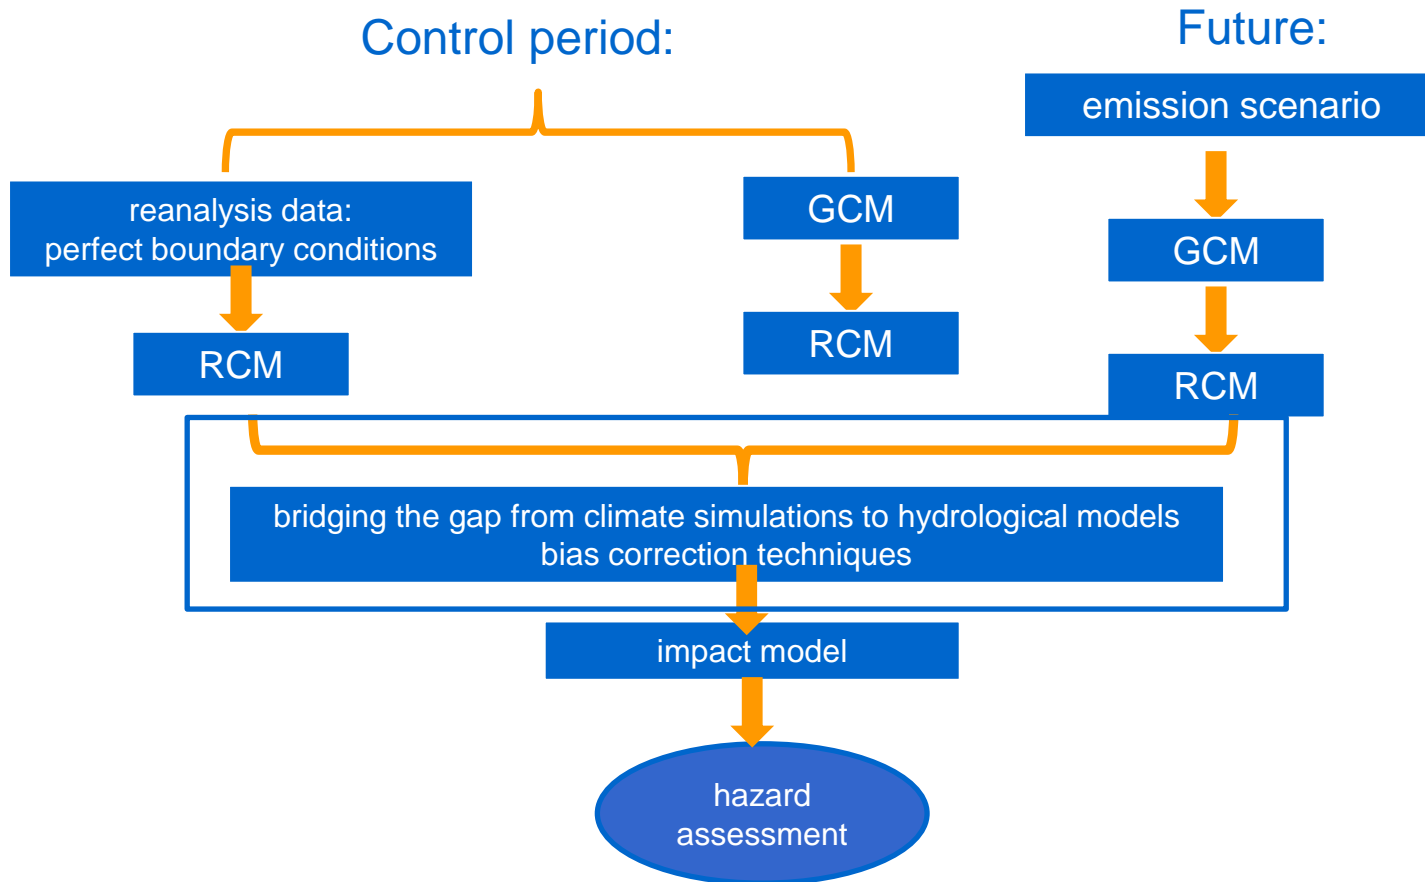 Control period:
Future:
emission scenario
reanalysis data:
perfect boundary conditions
GCM
GCM
RCM
RCM
RCM
bridging the gap from climate simulations to hydrological models
bias correction techniques
impact model
hazard
assessment